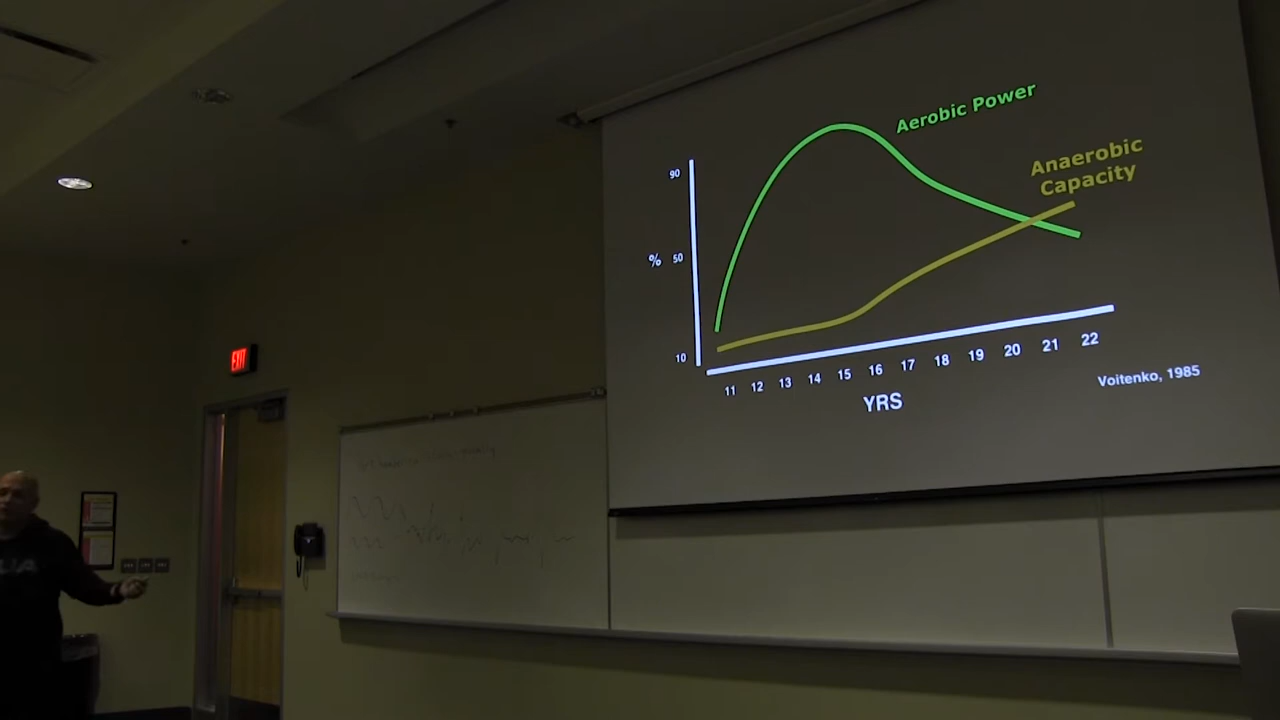 Aerobic Power
Anaerobic
Capacity
90
% 50
10
11 12 13 14 15 16 17 18 19 20 21 22
YRS
Voitenko, 1985
EXIT